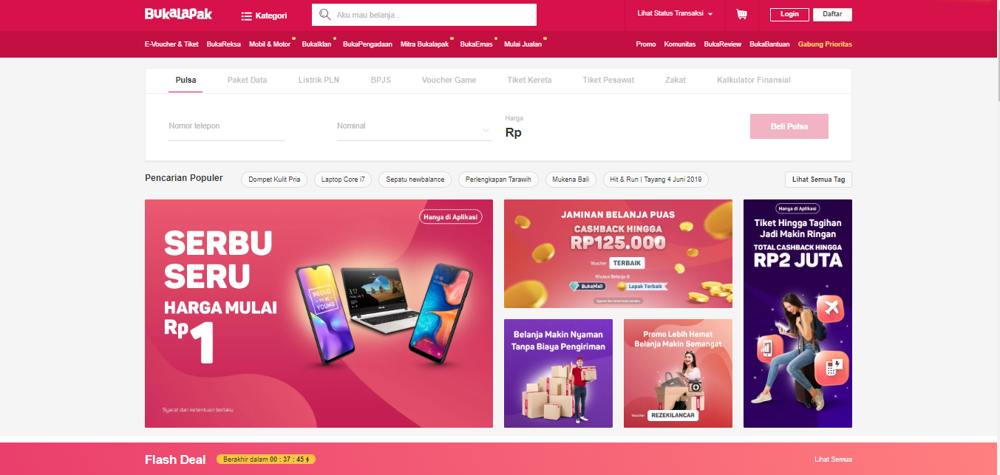 BukaLapak
Kategori
Aku mau belanja...
Lihat Status Transaksi
Login
Daftar
E-Voucher & Tiket BukaReksa Mobil & Motor BukaIklan BukaPengadaan Mitra Bukalapak BukaEmas Mulai Jualan
Promo Komunitas BukaReview BukaBantuan Gabung Prioritas
Pulsa Paket Data Listrik PLN BPJS Voucher Game Tiket Kereta Tiket Pesawat Zakat Kalkulator Finansial
Nomor telepon
Nominal
Harga
Rp
Beli Pulsa
Pencarian Populer
Dompet Kulit Pria
Laptop Core i7
Sepatu newbalance
Perlengkapan Tarawih
Mukena Bali
Hit & Run | Tayang 4 Juni 2019
Lihat Semua Tag
Hanya di Aplikasi
SERBU
SERU
HARGA MULAI
Rp1
PROUD
TO BE
YOUNG
3:17
12:45
Syarat dan ketentuan berlaku
JAMINAN BELANJA PUAS
CASHBACK HINGGA
RP125.000
Voucher TERBAIK
Khusus Belanja di
BukaMall
Lapak Terbaik
Syarat dan ketentuan berlaku
Belanja Makin Nyaman
Tanpa Biaya Pengiriman
Promo Lebih Hemat
Belanja Makin Semangat
Voucher REZEKILANCAR
Hanya di Aplikasi
Tiket Hingga Tagihan
Jadi Makin Ringan
TOTAL CASHBACK HINGGA
RP2 JUTA
Flash Deal
Berakhir dalam 00 : 37 : 45
Lihat Semua